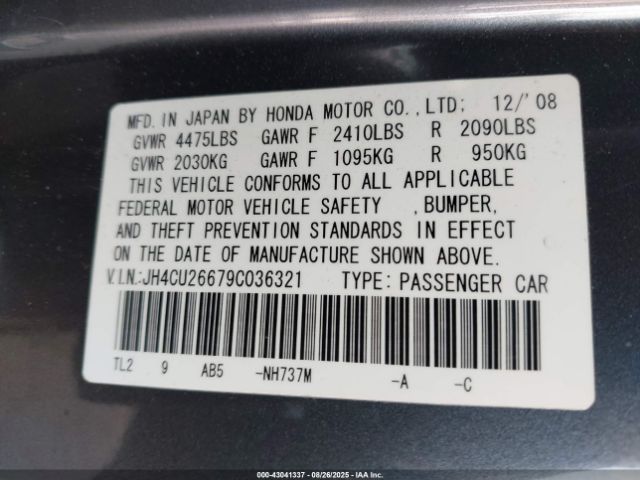 MFD. IN JAPAN BY HONDA MOTOR CO.,LTD; 12/'08
GVWR 4475LBS GAWR F 2410LBS R 2090LBS
GVWR 2030KG GAWR F 1095KG R 950KG
THIS VEHICLE CONFORMS TO ALL APPLICABLE
FEDERAL MOTOR VEHICLE SAFETY ,BUMPER,
AND THEFT PREVENTION STANDARDS IN EFFECT
ON THE DATE OF MANUFACTURE SHOWN ABOVE.
V.I.N.:JH4CU26679C036321 TYPE: PASSENGER CAR
TL2 9 AB5 -NH737M -A -C
000-43041337 - 08/26/2025 - IAAI Inc.